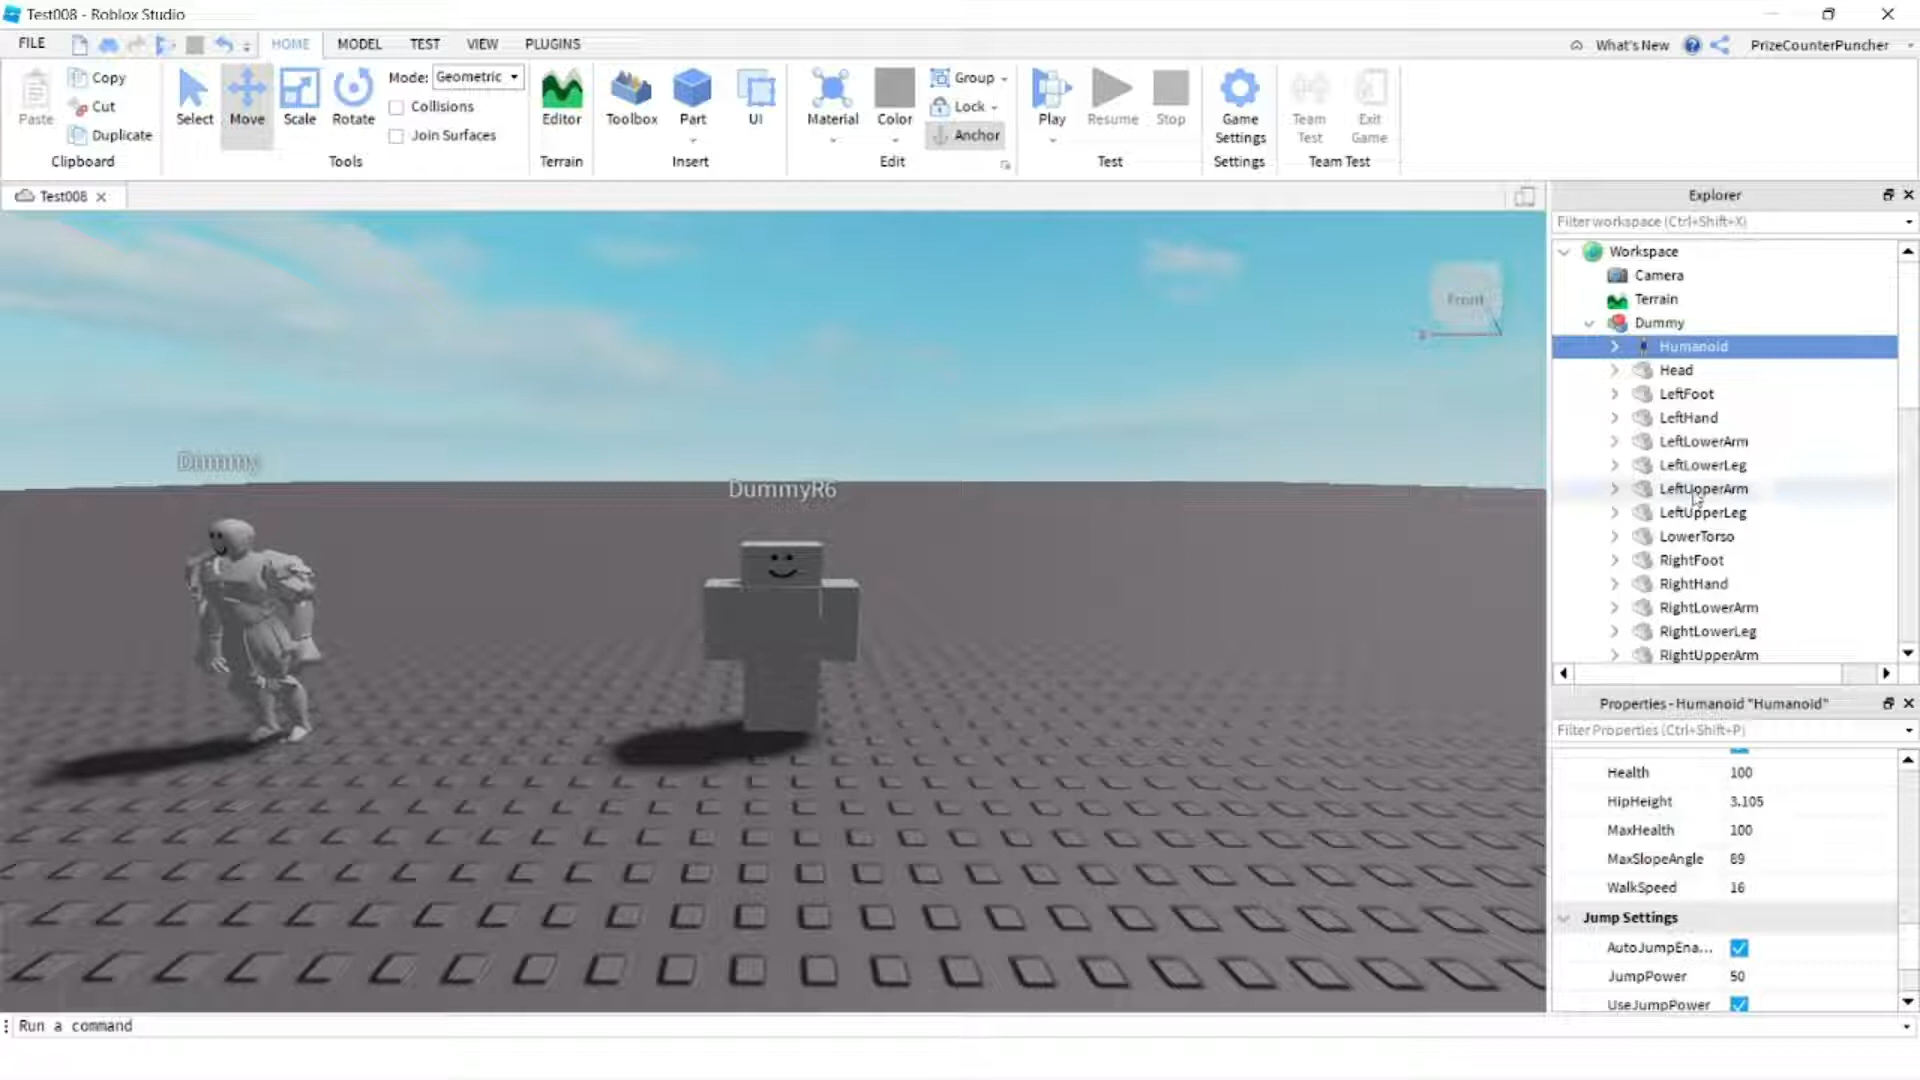 Test008 - Roblox Studio
FILE HOME MODEL TEST VIEW PLUGINS What's New PrizeCounterPuncher
Paste Copy Cut Duplicate Clipboard
Select Move Scale Rotate Mode: Geometric Collisions Join Surfaces Tools
Editor Terrain
Toolbox Part UI Insert
Material Color Group Lock Anchor Edit
Play Resume Stop Test
Game Settings Settings
Team Test Exit Game Team Test
Test008
Explorer
Filter workspace (Ctrl+Shift+X)
Workspace
Camera
Terrain
Dummy
Humanoid
Head
LeftFoot
LeftHand
LeftLowerArm
LeftLowerLeg
LeftUpperArm
LeftUpperLeg
LowerTorso
RightFoot
RightHand
RightLowerArm
RightLowerLeg
RightUpperArm
Front
Dummy
DummyR6
Properties - Humanoid "Humanoid"
Filter Properties (Ctrl+Shift+P)
Health 100
HipHeight 3.105
MaxHealth 100
MaxSlopeAngle 89
WalkSpeed 16
Jump Settings
AutoJumpEna...
JumpPower 50
UseJumpPower
Run a command